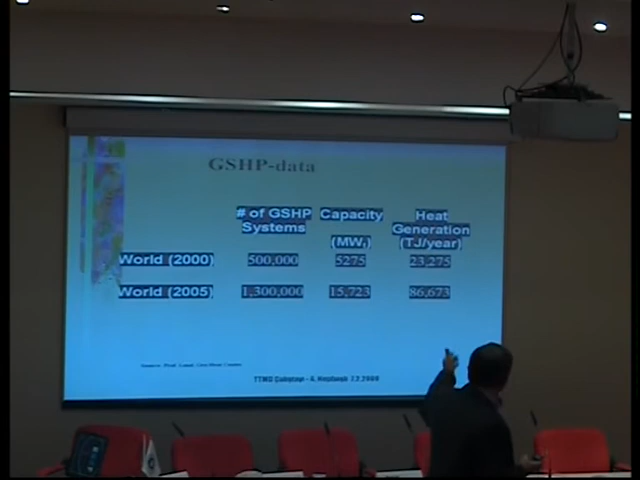 GSHP-data
# of GSHP Systems Capacity (MWt) Heat Generation (TJ/year)
World (2000) 500,000 5275 23,275
World (2005) 1,300,000 15,723 86,673